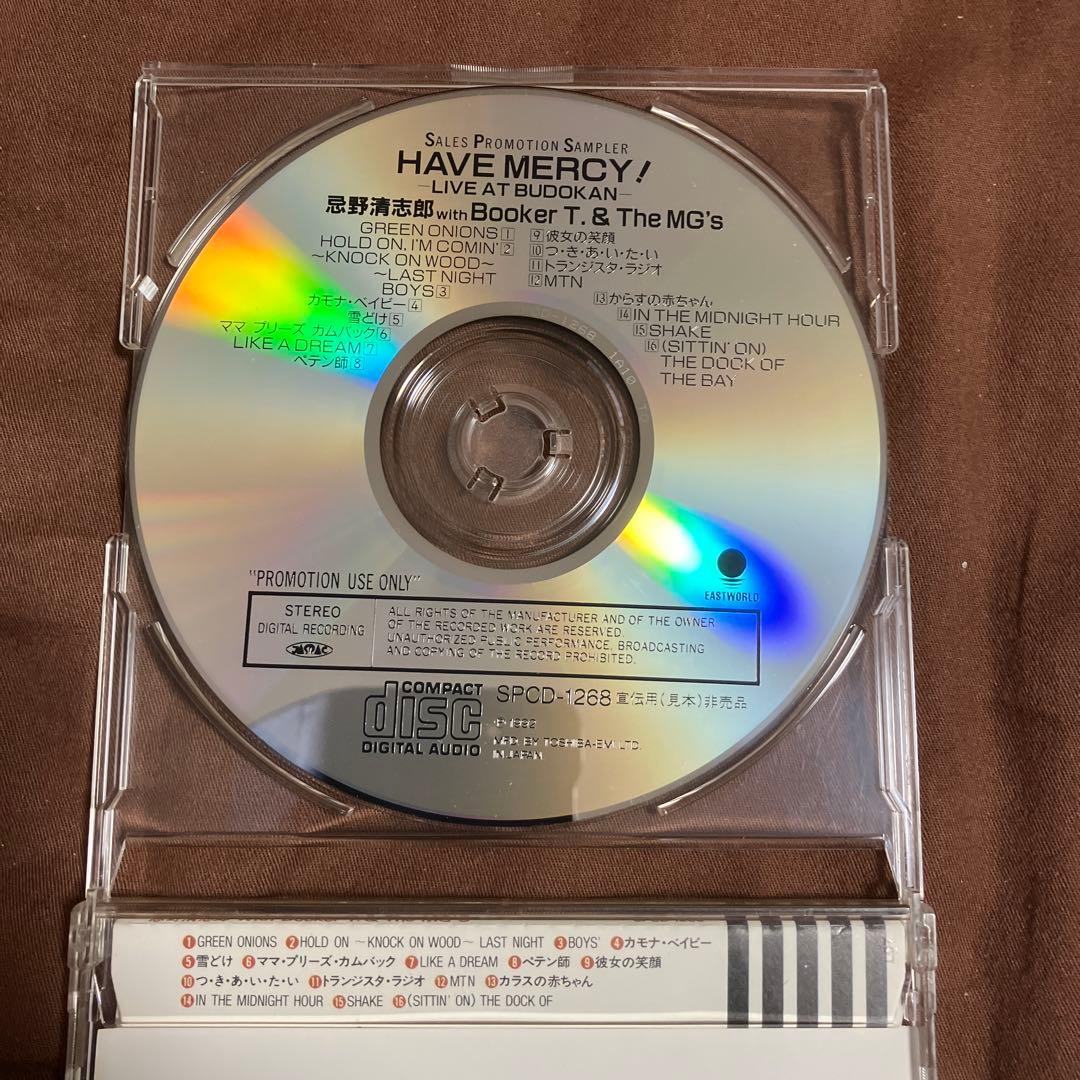 SALES PROMOTION SAMPLER
HAVE MERCY!
—LIVE AT BUDOKAN—
忌野清志郎 with Booker T. & The MG's
GREEN ONIONS 1
HOLD ON, I'M COMIN' 2
~KNOCK ON WOOD~
~LAST NIGHT
BOYS 3
カモナ・ベイビー 4
雪どけ 5
ママ プリーズ カムバック 6
LIKE A DREAM 7
ペテン師 8
9 彼女の笑顔
10 つ・き・あ・い・た・い
11 トランジスタ・ラジオ
12 MTN
13 からすの赤ちゃん
14 IN THE MIDNIGHT HOUR
15 SHAKE
16 (SITTIN' ON)
THE DOCK OF
THE BAY
"PROMOTION USE ONLY"
EASTWORLD
STEREO
DIGITAL RECORDING
ALL RIGHTS OF THE MANUFACTURER AND OF THE OWNER
OF THE RECORDED WORK ARE RESERVED.
UNAUTHORIZED PUBLIC PERFORMANCE, BROADCASTING
AND COPYING OF THE RECORD PROHIBITED.
COMPACT
disc
DIGITAL AUDIO
SPCD-1268 宣伝用(見本)非売品
MFD. BY TOSHIBA-EMI LTD.
IN JAPAN
1 GREEN ONIONS 2 HOLD ON ~KNOCK ON WOOD~ LAST NIGHT 3 BOYS' 4 カモナ・ベイビー
5 雪どけ 6 ママ・プリーズ・カムバック 7 LIKE A DREAM 8 ペテン師 9 彼女の笑顔
10 つ・き・あ・い・た・い 11 トランジスタ・ラジオ 12 MTN 13 カラスの赤ちゃん
14 IN THE MIDNIGHT HOUR 15 SHAKE 16 (SITTIN' ON) THE DOCK OF